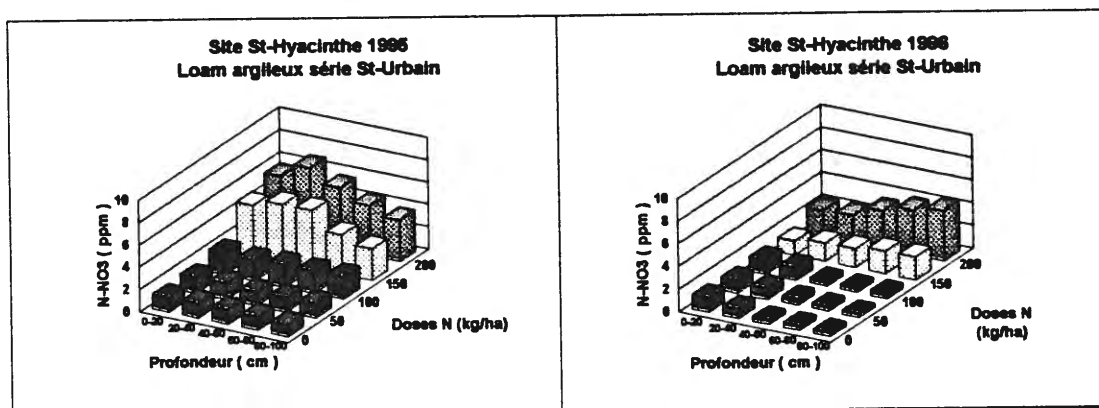 Site St-Hyacinthe 1995
Loam argileux série St-Urbain
N-NO3 ( ppm )
10
8
6
4
2
0
0-20
20-40
40-60
60-80
80-100
Profondeur ( cm )
0
50
100
150
200
Doses N (kg/ha)
Site St-Hyacinthe 1996
Loam argileux série St-Urbain
N-NO3 ( ppm )
10
8
6
4
2
0
0-20
20-40
40-60
60-80
80-100
Profondeur ( cm )
0
50
100
150
200
Doses N
(kg/ha)